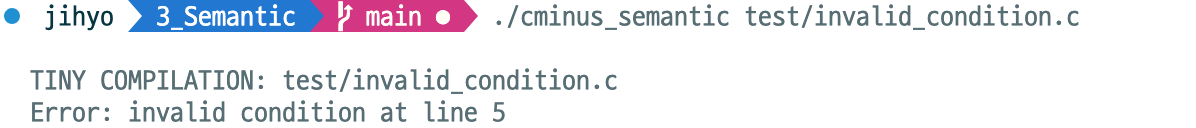 jihyo 3_Semantic main ./cminus_semantic test/invalid_condition.c
TINY COMPILATION: test/invalid_condition.c
Error: invalid condition at line 5